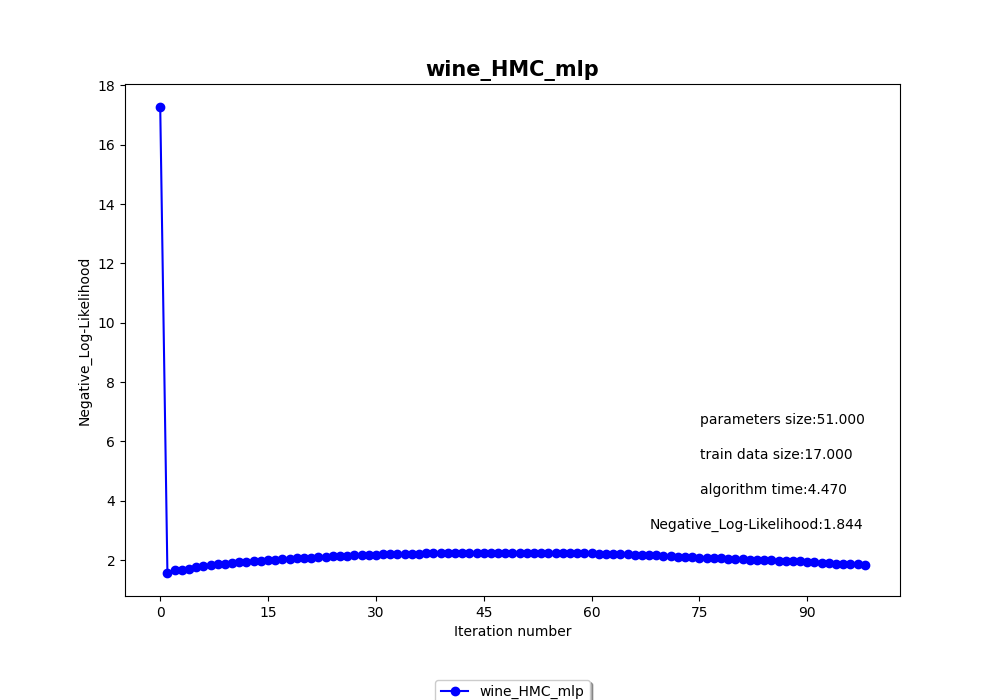 wine_HMC_mlp
18
16
14
12
10
8
6
4
2
Negative_Log-Likelihood
parameters size:51.000
train data size:17.000
algorithm time:4.470
Negative_Log-Likelihood:1.844
0 15 30 45 60 75 90
Iteration number
wine_HMC_mlp